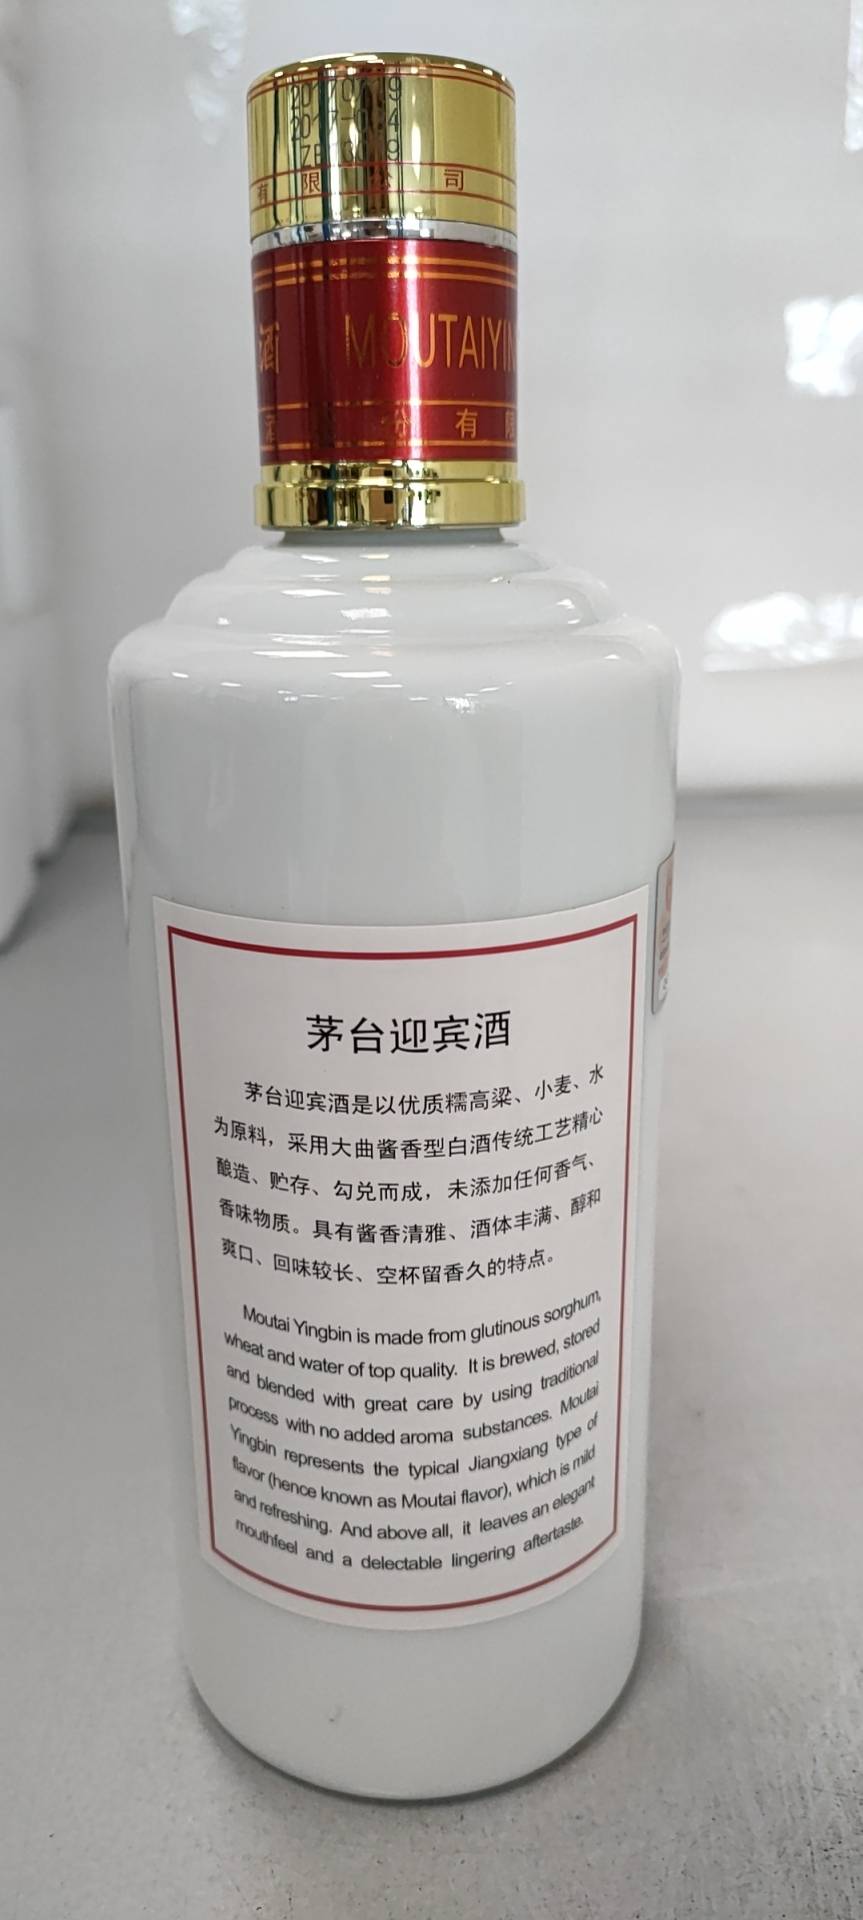 20170719
有限公司
酒 MOUTAIYIN
份有限
茅台迎宾酒
茅台迎宾酒是以优质糯高粱、小麦、水
为原料，采用大曲酱香型白酒传统工艺精心
酿造、贮存、勾兑而成，未添加任何香气、
香味物质。具有酱香清雅、酒体丰满、醇和
爽口、回味较长、空杯留香久的特点。
Moutai Yingbin is made from glutinous sorghum,
wheat and water of top quality. It is brewed, stored
and blended with great care by using traditional
process with no added aroma substances. Moutai
Yingbin represents the typical Jiangxiang type of
flavor (hence known as Moutai flavor), which is mild
and refreshing. And above all, it leaves an elegant
mouthfeel and a delectable lingering aftertaste.